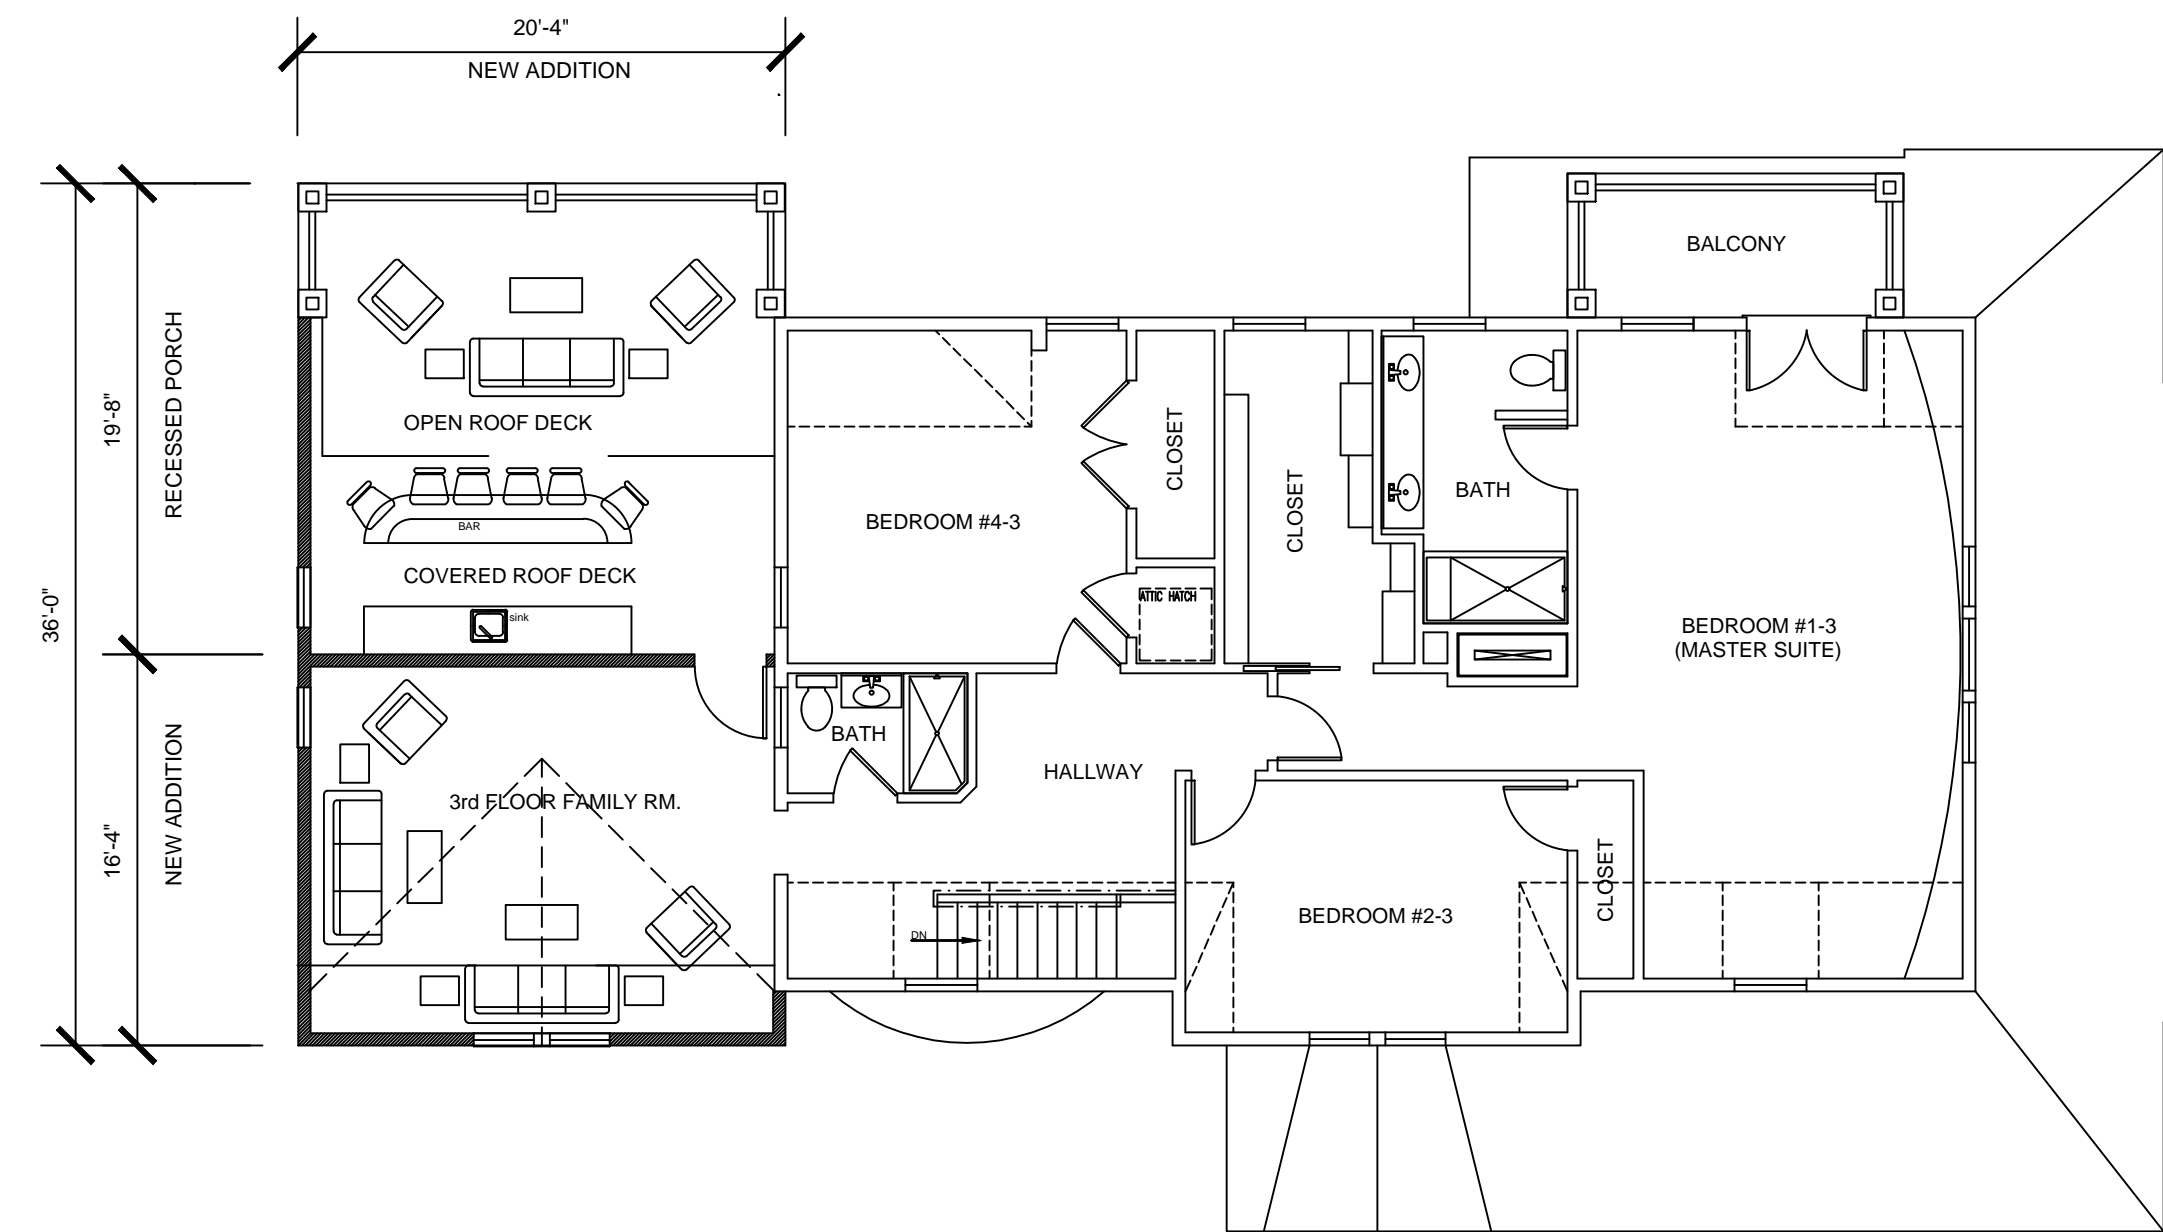 20'-4"
NEW ADDITION
BALCONY
RECESSED PORCH
19'-8"
36'-0"
OPEN ROOF DECK
CLOSET
CLOSET
BATH
BAR
BEDROOM #4-3
COVERED ROOF DECK
ATTIC HATCH
sink
BEDROOM #1-3
(MASTER SUITE)
BATH
HALLWAY
NEW ADDITION
16'-4"
3rd FLOOR FAMILY RM.
CLOSET
BEDROOM #2-3
DN